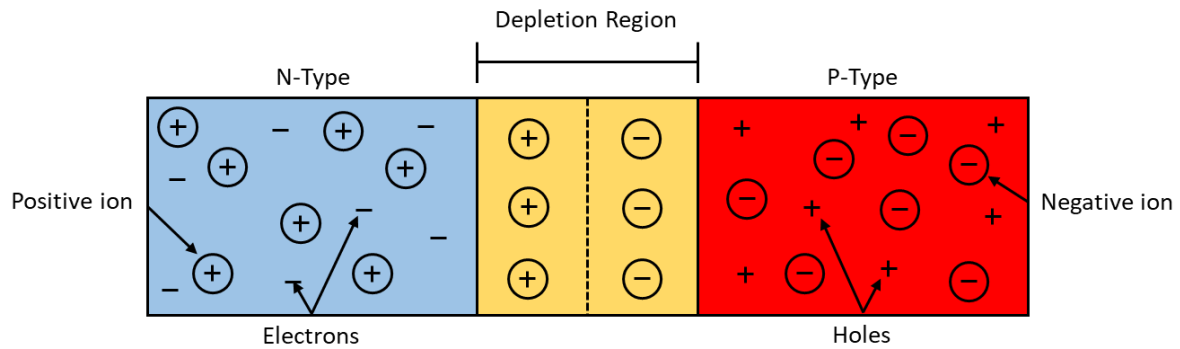 Depletion Region
N-Type
P-Type
Positive ion
Negative ion
Electrons
Holes